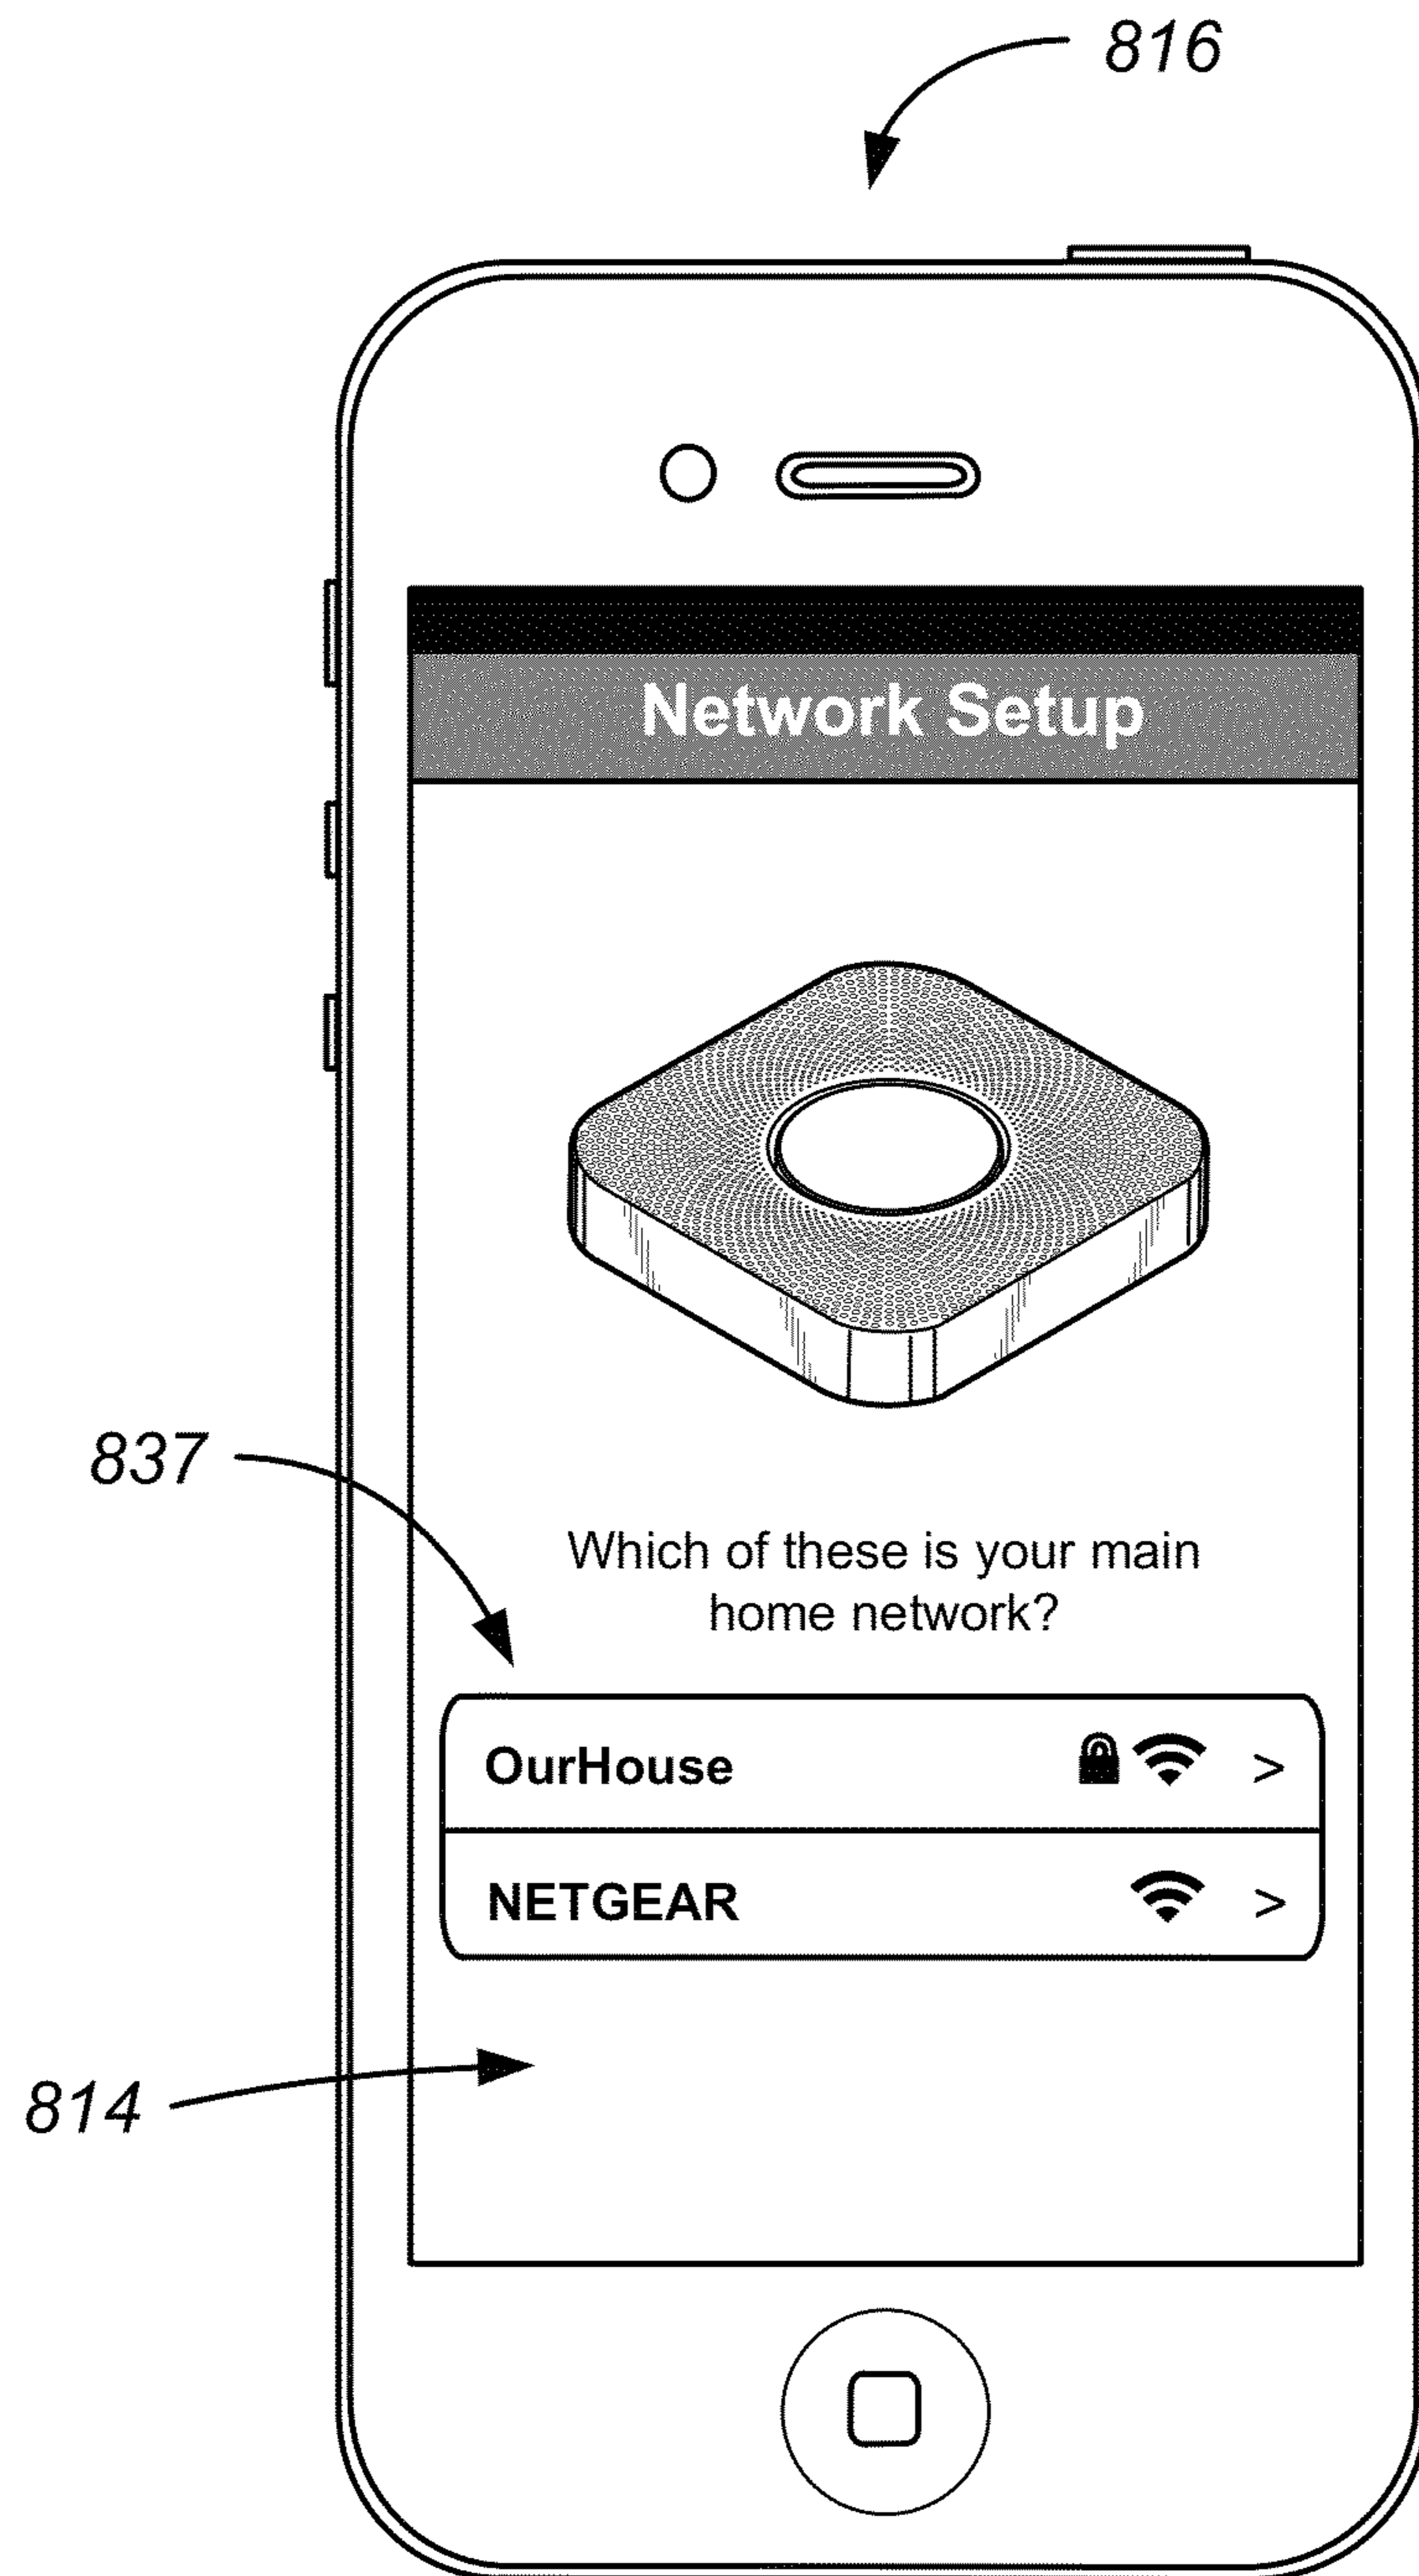 816
Network Setup
837
Which of these is your main
home network?
OurHouse >
NETGEAR >
814